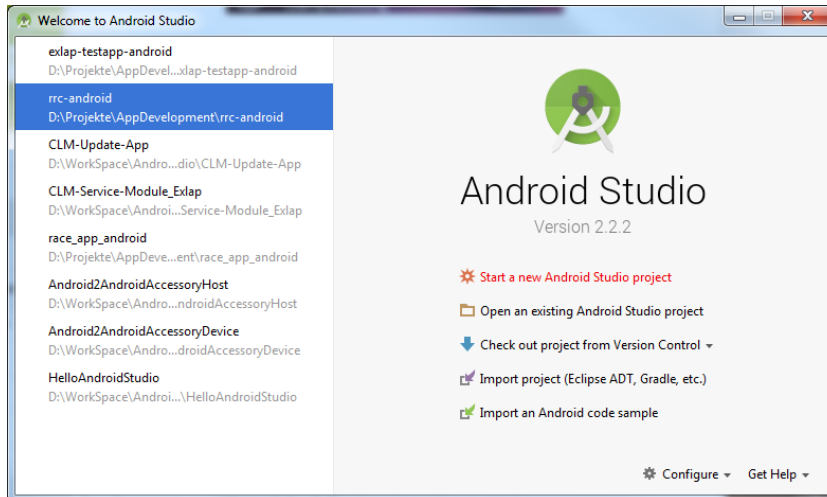 Welcome to Android Studio
exlap-testapp-android
D:\Projekte\AppDevel...xlap-testapp-android
rrc-android
D:\Projekte\AppDevelopment\rrc-android
CLM-Update-App
D:\WorkSpace\Andro...dio\CLM-Update-App
CLM-Service-Module_Exlap
D:\WorkSpace\Androi...Service-Module_Exlap
race_app_android
D:\Projekte\AppDeve...ent\race_app_android
Android2AndroidAccessoryHost
D:\WorkSpace\Andro...ndroidAccessoryHost
Android2AndroidAccessoryDevice
D:\WorkSpace\Andro...droidAccessoryDevice
HelloAndroidStudio
D:\WorkSpace\Androi...\HelloAndroidStudio
Android Studio
Version 2.2.2
Start a new Android Studio project
Open an existing Android Studio project
Check out project from Version Control
Import project (Eclipse ADT, Gradle, etc.)
Import an Android code sample
Configure Get Help